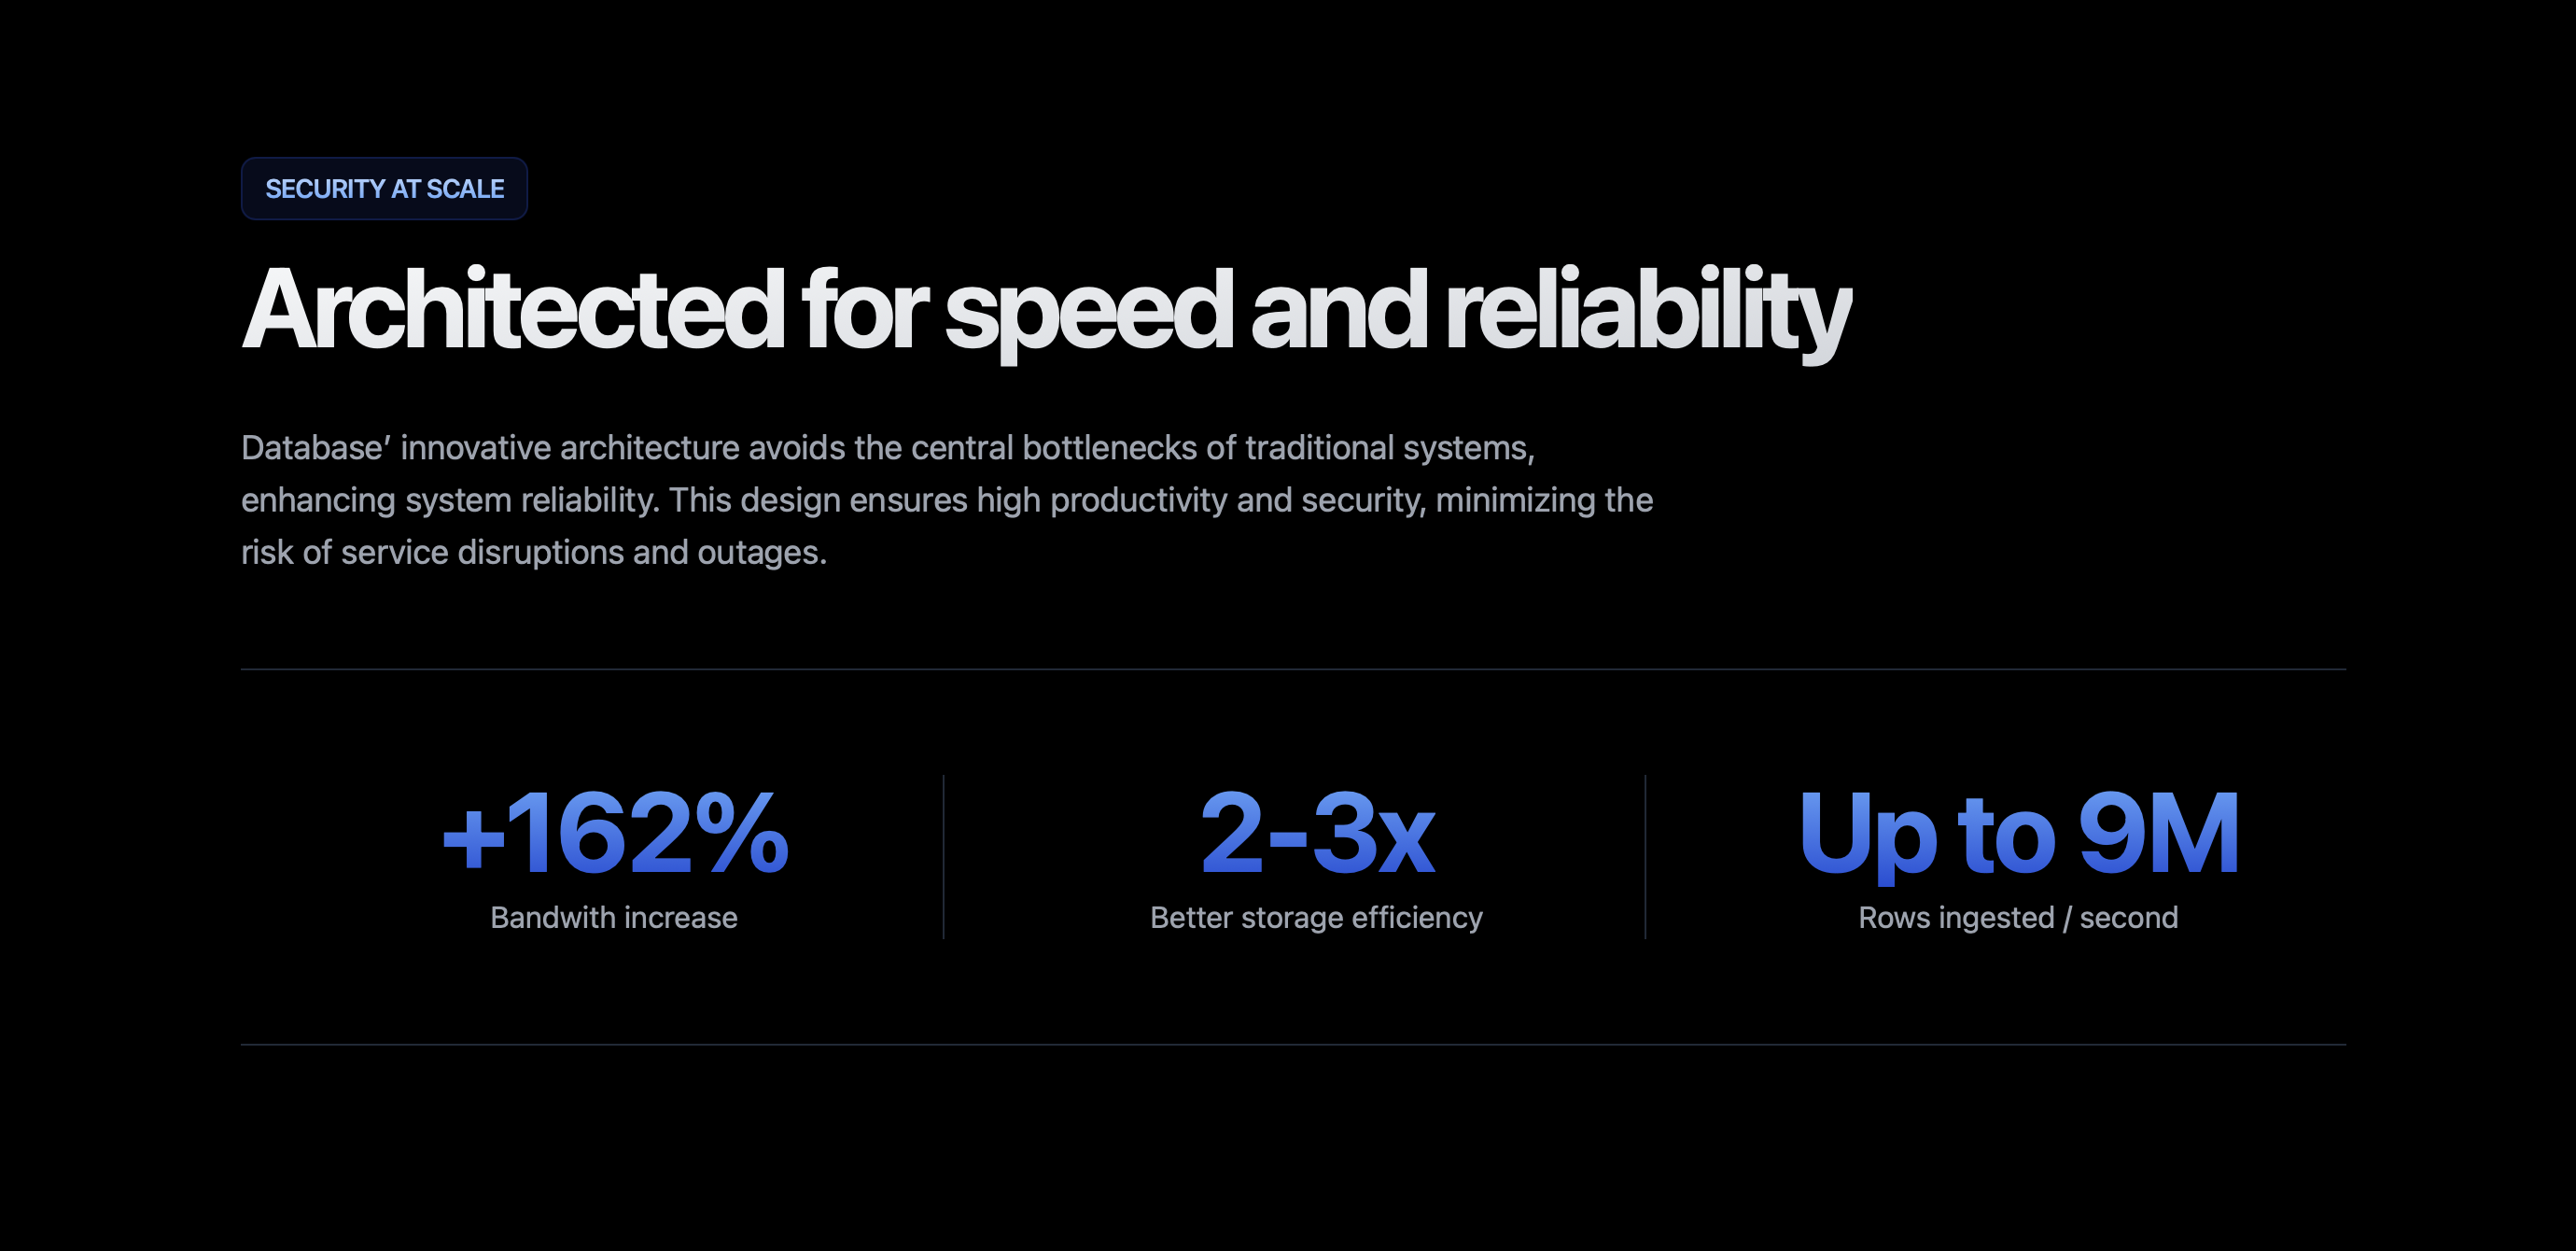 SECURITY AT SCALE
Architected for speed and reliability
Database’ innovative architecture avoids the central bottlenecks of traditional systems,
enhancing system reliability. This design ensures high productivity and security, minimizing the
risk of service disruptions and outages.
+162%
Bandwith increase
2-3x
Better storage efficiency
Up to 9M
Rows ingested / second